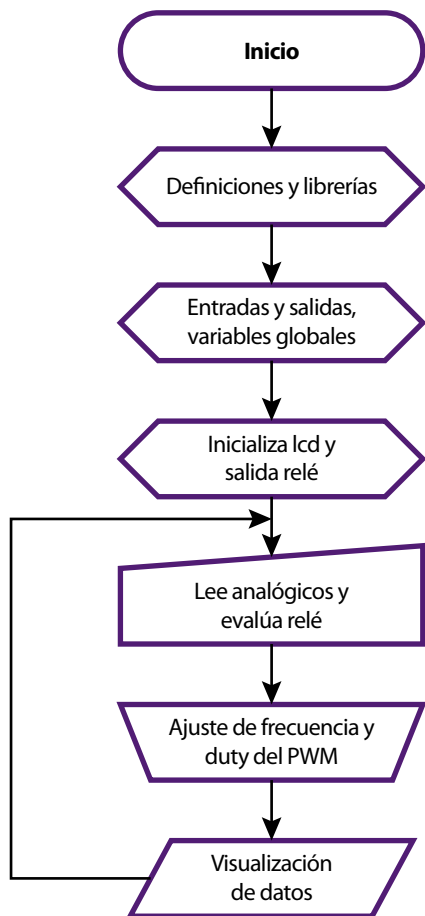 Inicio
Definiciones y librerías
Entradas y salidas,
variables globales
Inicializa lcd y
salida relé
Lee analógicos y
evalúa relé
Ajuste de frecuencia y
duty del PWM
Visualización
de datos